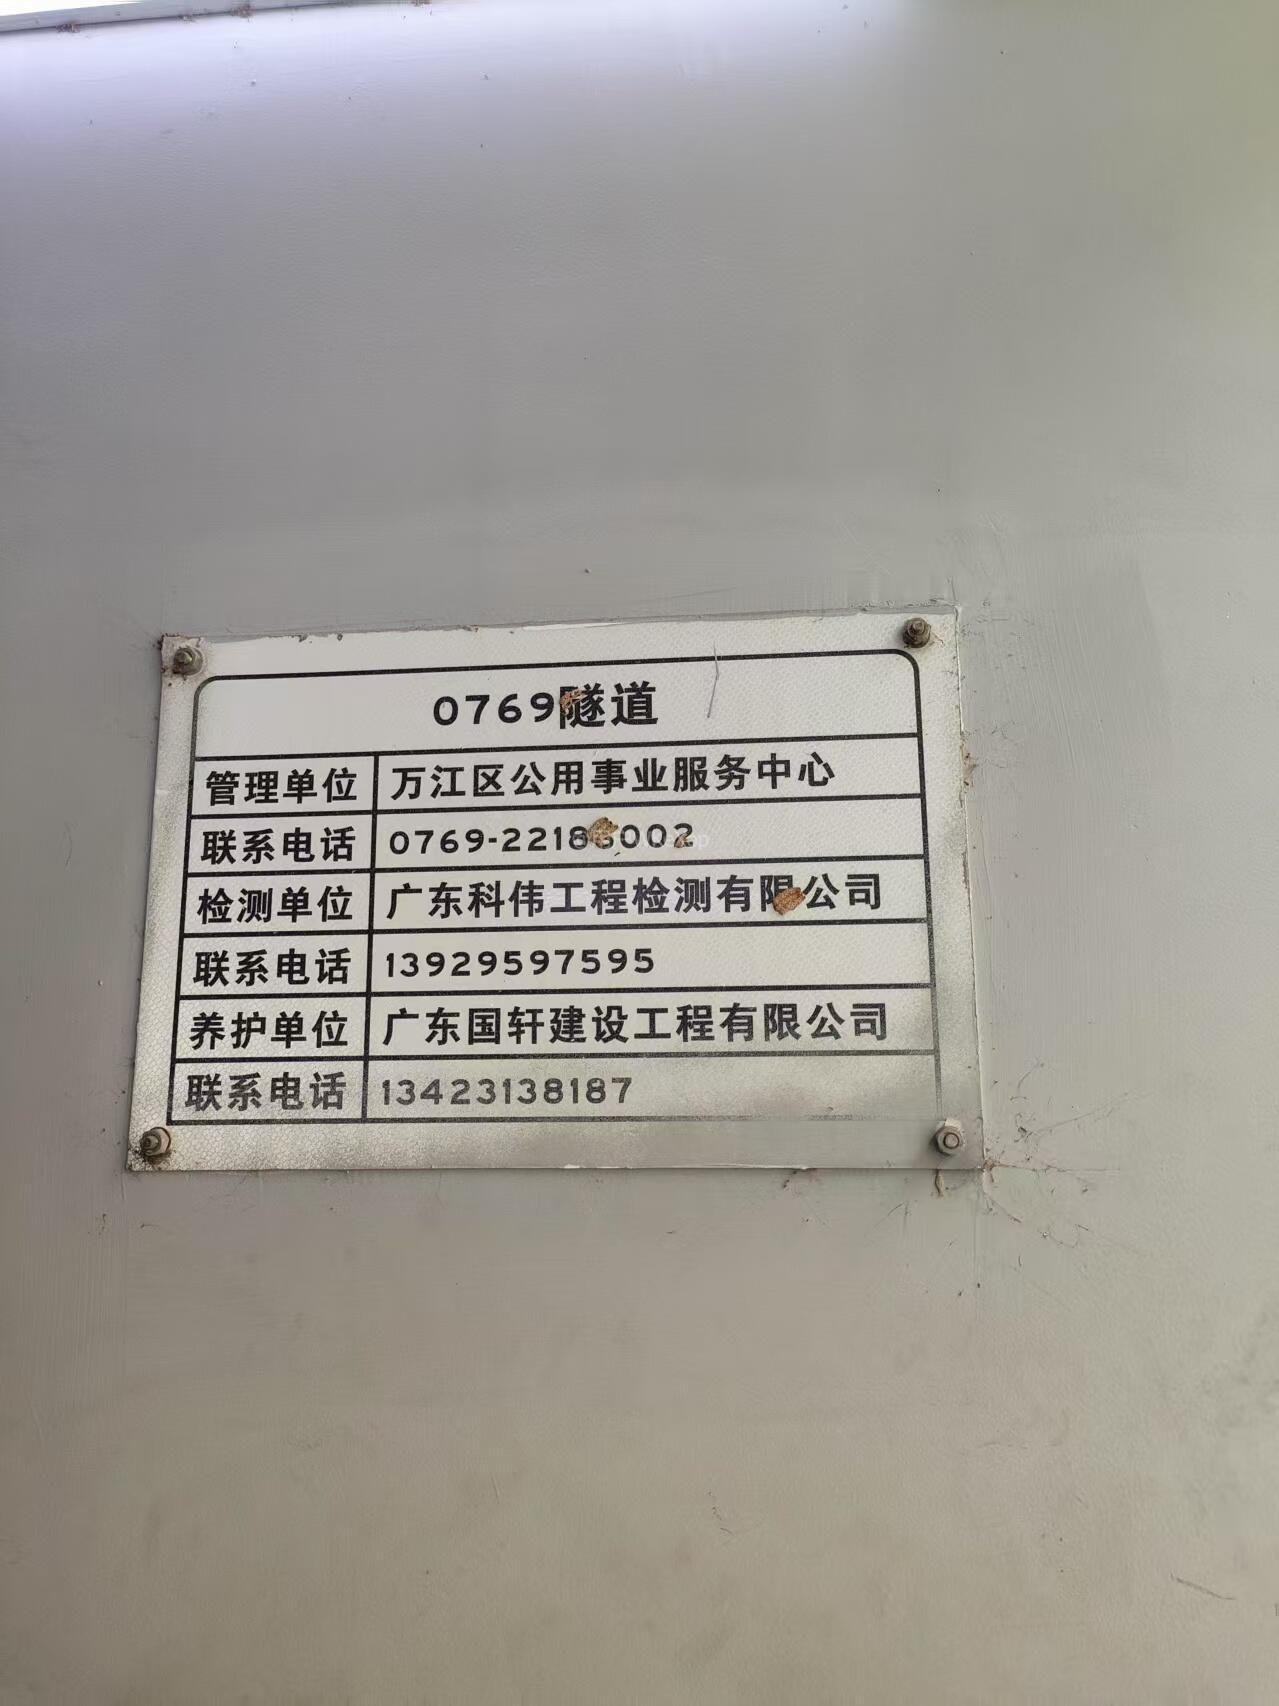 0769隧道
管理单位 万江区公用事业服务中心
联系电话
检测单位 广东科伟工程检测有限公司
联系电话 13929597595
养护单位 广东国轩建设工程有限公司
联系电话 13423138187